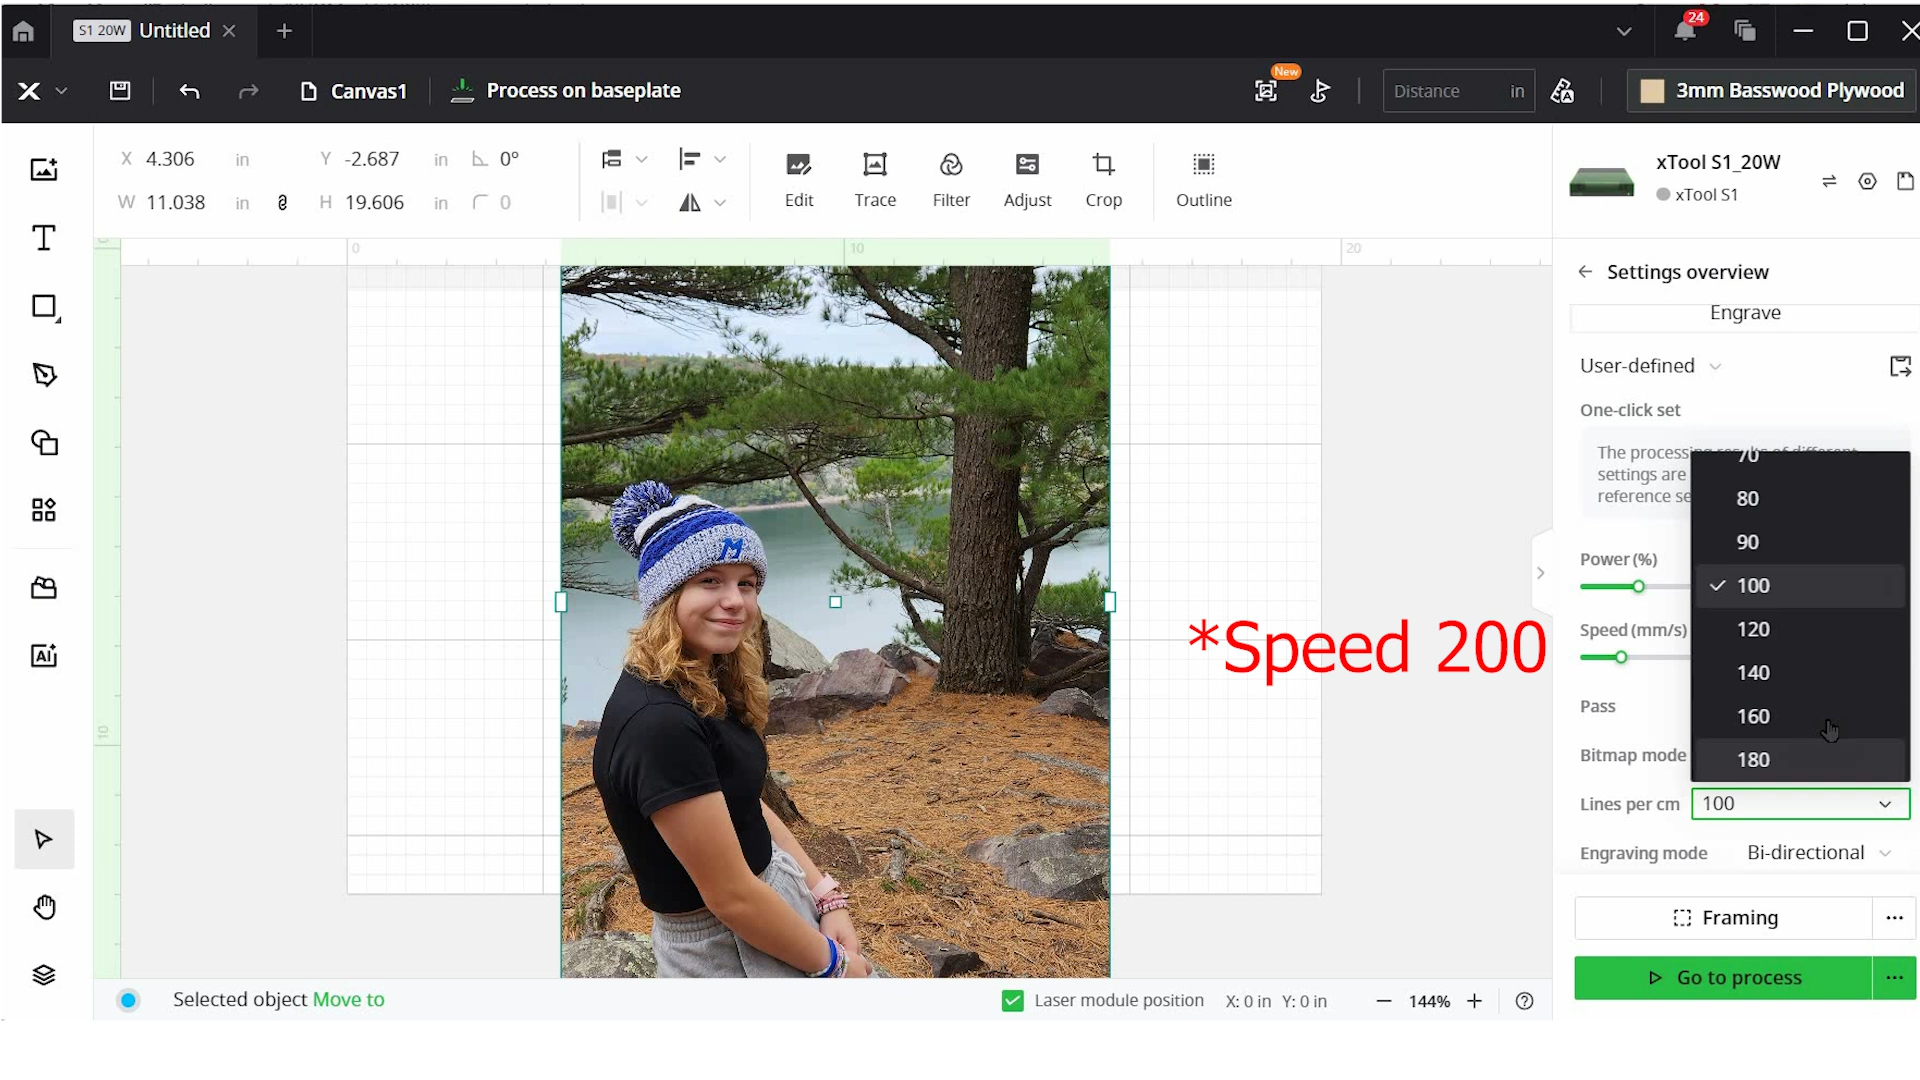 S1 20W Untitled
24
Canvas1
Process on baseplate
New
Distance in
3mm Basswood Plywood
X 4.306 in Y -2.687 in 0°
W 11.038 in H 19.606 in 0
Edit Trace Filter Adjust Crop Outline
xTool S1_20W
xTool S1
0 10 20
10
M
*Speed 200
Settings overview
Engrave
User-defined
One-click set
The processing results of different
settings are
reference se
Power (%)
Speed (mm/s)
Pass
Bitmap mode
70
80
90
100
120
140
160
180
Lines per cm 100
Engraving mode Bi-directional
Framing
Go to process
Ai
Selected object Move to
Laser module position X: 0 in Y: 0 in
144%